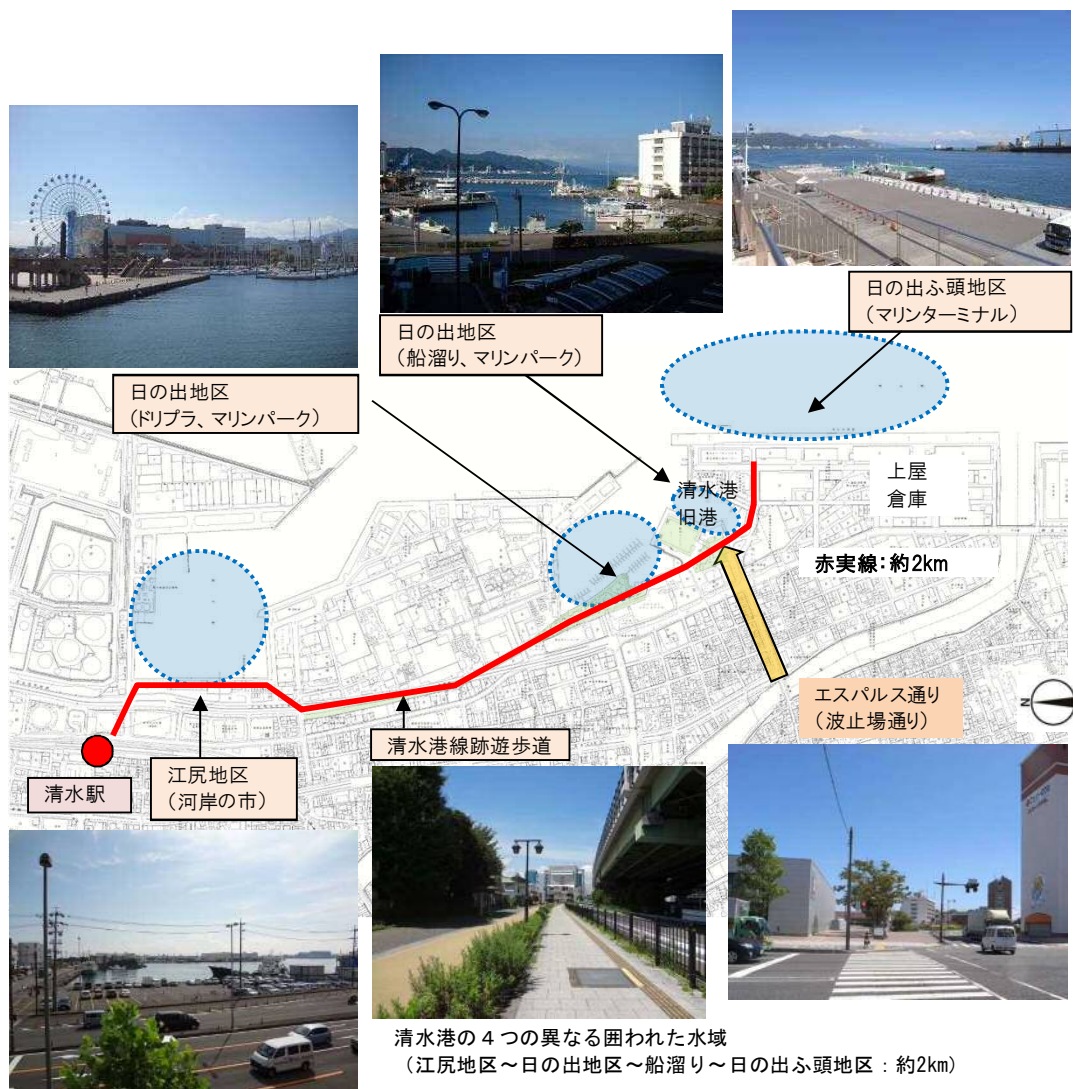 日の出ふ頭地区
（マリンターミナル）
日の出地区
（船溜り、マリンパーク）
日の出地区
（ドリプラ、マリンパーク）
清水港
旧港
上屋
倉庫
赤実線：約2km
エスパルス通り
（波止場通り）
N
清水港線跡遊歩道
江尻地区
（河岸の市）
清水駅
清水港の４つの異なる囲われた水域
（江尻地区～日の出地区～船溜り～日の出ふ頭地区：約2km）